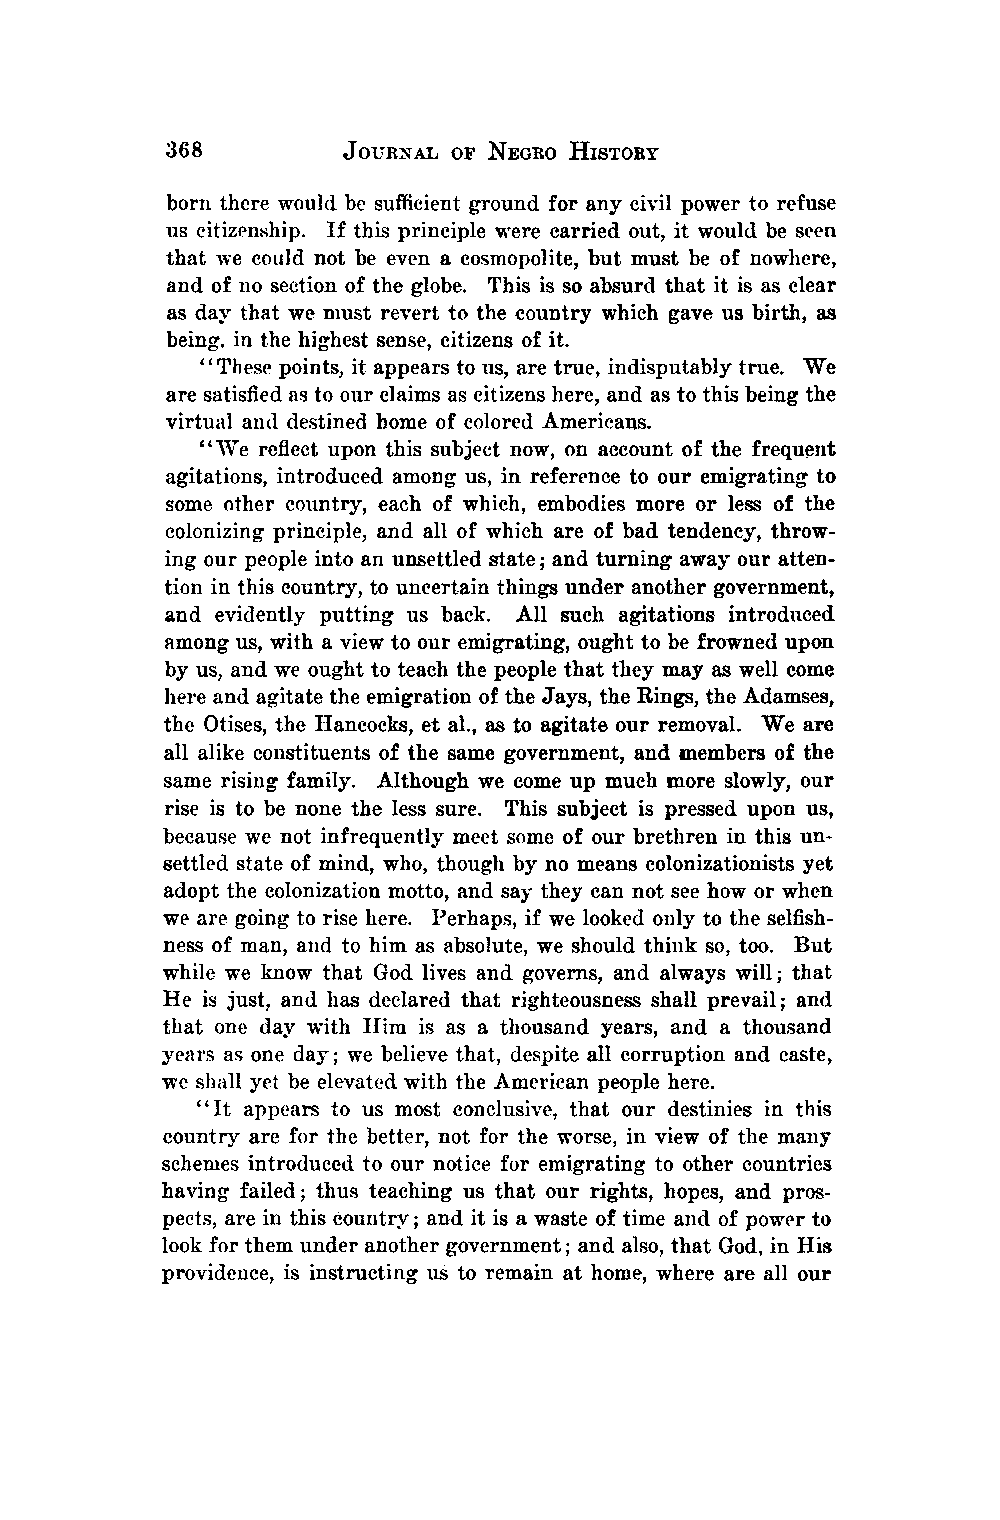 368 JOURNAL OF NEGRO HISTORY
born there would be sufficient ground for any civil power to refuse
us citizenship. If this principle were carried out, it would be seen
that we could not be even a cosmopolite, but must be of nowhere,
and of no section of the globe. This is so absurd that it is as clear
as day that we must revert to the country which gave us birth, as
being, in the highest sense, citizens of it.
“These points, it appears to us, are true, indisputably true. We
are satisfied as to our claims as citizens here, and as to this being the
virtual and destined home of colored Americans.
“We reflect upon this subject now, on account of the frequent
agitations, introduced among us, in reference to our emigrating to
some other country, each of which, embodies more or less of the
colonizing principle, and all of which are of bad tendency, throw-
ing our people into an unsettled state; and turning away our atten-
tion in this country, to uncertain things under another government,
and evidently putting us back. All such agitations introduced
among us, with a view to our emigrating, ought to be frowned upon
by us, and we ought to teach the people that they may as well come
here and agitate the emigration of the Jays, the Rings, the Adamses,
the Otises, the Hancocks, et al., as to agitate our removal. We are
all alike constituents of the same government, and members of the
same rising family. Although we come up much more slowly, our
rise is to be none the less sure. This subject is pressed upon us,
because we not infrequently meet some of our brethren in this un-
settled state of mind, who, though by no means colonizationists yet
adopt the colonization motto, and say they can not see how or when
we are going to rise here. Perhaps, if we looked only to the selfish-
ness of man, and to him as absolute, we should think so, too. But
while we know that God lives and governs, and always will; that
He is just, and has declared that righteousness shall prevail; and
that one day with Him is as a thousand years, and a thousand
years as one day; we believe that, despite all corruption and caste,
we shall yet be elevated with the American people here.
“It appears to us most conclusive, that our destinies in this
country are for the better, not for the worse, in view of the many
schemes introduced to our notice for emigrating to other countries
having failed; thus teaching us that our rights, hopes, and pros-
pects, are in this country; and it is a waste of time and of power to
look for them under another government; and also, that God, in His
providence, is instructing us to remain at home, where are all our